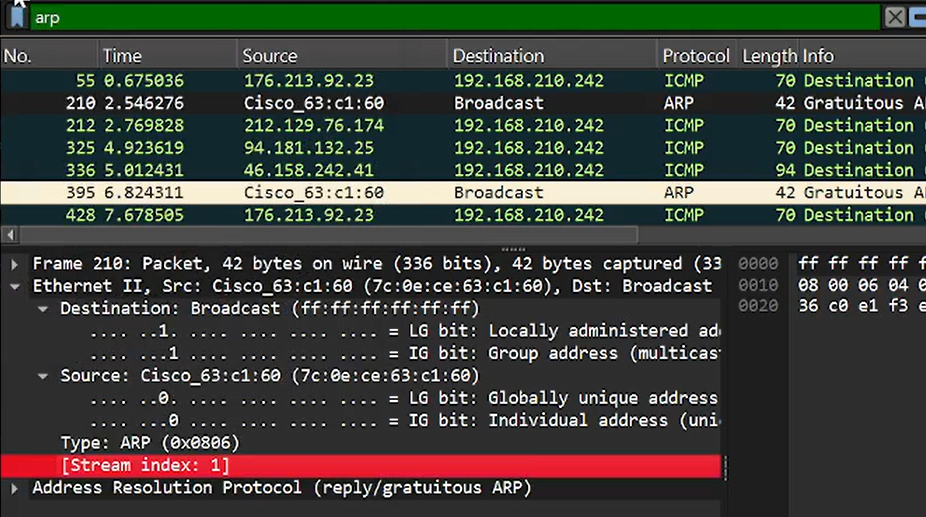 arp
No. Time Source Destination Protocol Length Info
55 0.675036 176.213.92.23 192.168.210.242 ICMP 70 Destination
210 2.546276 Cisco_63:c1:60 Broadcast ARP 42 Gratuitous A
212 2.769828 212.129.76.174 192.168.210.242 ICMP 70 Destination
325 4.923619 94.181.132.25 192.168.210.242 ICMP 70 Destination
336 5.012431 46.158.242.41 192.168.210.242 ICMP 94 Destination
395 6.824311 Cisco_63:c1:60 Broadcast ARP 42 Gratuitous A
428 7.678505 176.213.92.23 192.168.210.242 ICMP 70 Destination
Frame 210: Packet, 42 bytes on wire (336 bits), 42 bytes captured (33
Ethernet II, Src: Cisco_63:c1:60 (7c:0e:ce:63:c1:60), Dst: Broadcast
Destination: Broadcast (ff:ff:ff:ff:ff:ff)
.... ..1. .... .... .... .... = LG bit: Locally administered ad
.... ...1 .... .... .... .... = IG bit: Group address (multicas
Source: Cisco_63:c1:60 (7c:0e:ce:63:c1:60)
.... ..0. .... .... .... .... = LG bit: Globally unique address
.... ...0 .... .... .... .... = IG bit: Individual address (uni
Type: ARP (0x0806)
[Stream index: 1]
Address Resolution Protocol (reply/gratuitous ARP)
0000 ff ff ff ff f
0010 08 00 06 04 0
0020 36 c0 e1 f3 e